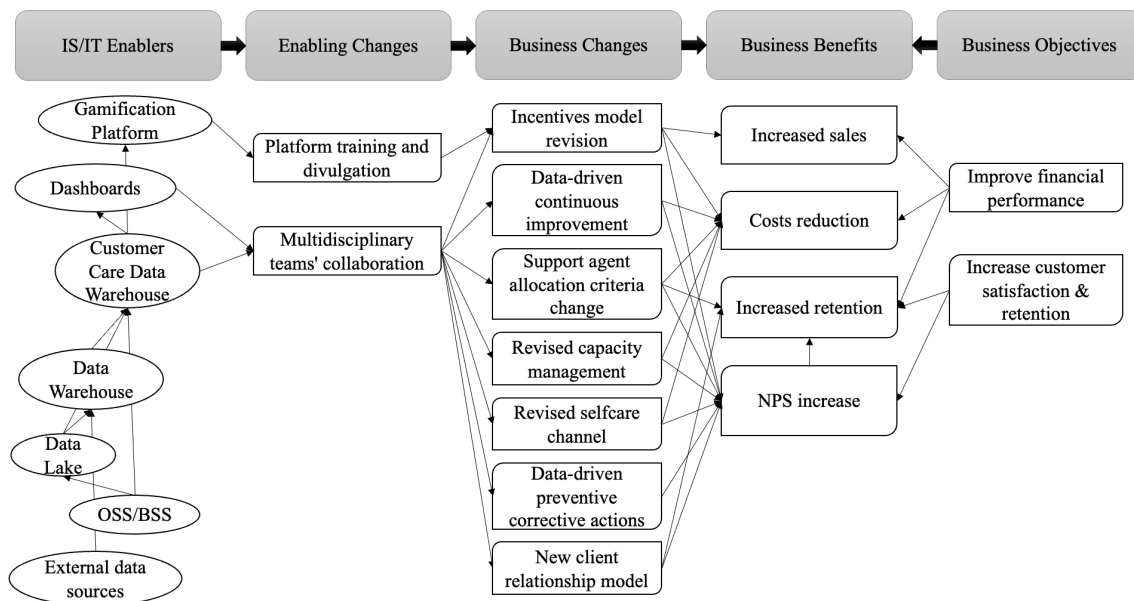 IS/IT Enablers
Enabling Changes
Business Changes
Business Benefits
Business Objectives
Gamification
Platform
Dashboards
Customer
Care Data
Warehouse
Data
Warehouse
Data
Lake
OSS/BSS
External data
sources
Platform training and
divulgation
Multidisciplinary
teams' collaboration
Incentives model
revision
Data-driven
continuous
improvement
Support agent
allocation criteria
change
Revised capacity
management
Revised selfcare
channel
Data-driven
preventive
corrective actions
New client
relationship model
Increased sales
Costs reduction
Increased retention
NPS increase
Improve financial
performance
Increase customer
satisfaction &
retention